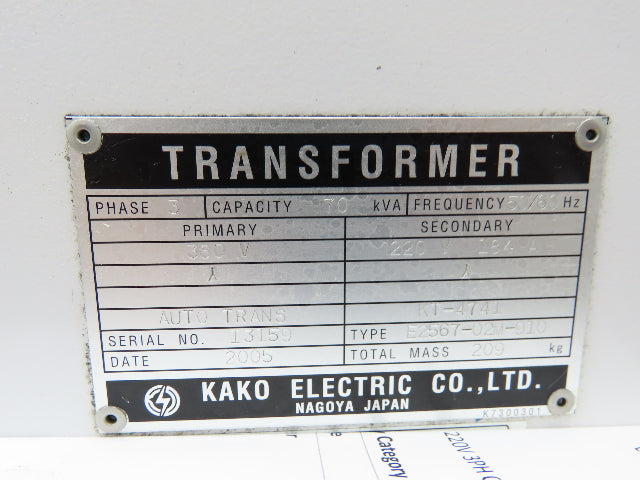 TRANSFORMER
PHASE 3 CAPACITY 70 kVA FREQUENCY 50/60 Hz
PRIMARY SECONDARY
V 220 V 184 A
AUTO TRANS KT-4741
SERIAL NO. 13159 TYPE E2567-02M-010
DATE 2005 TOTAL MASS 209 kg
KAKO ELECTRIC CO.,LTD.
NAGOYA JAPAN
K7300301
220V 3PH
Category